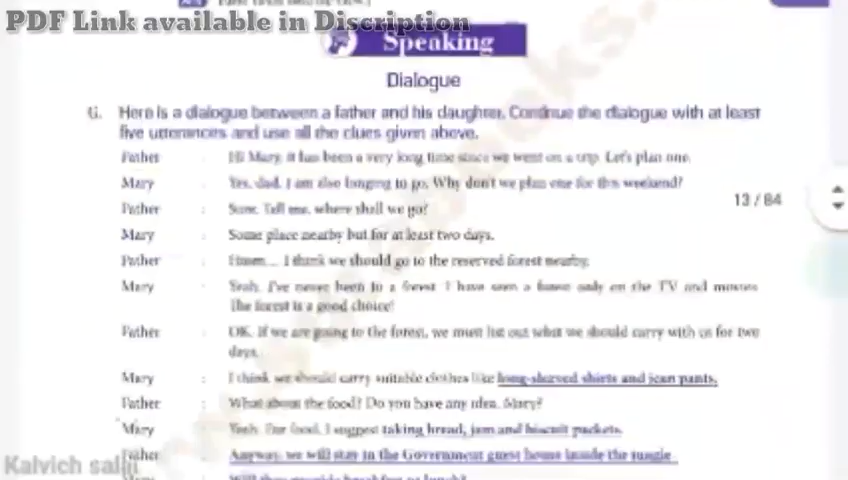 PDF Link available in Discription
Speaking
Dialogue
G. Here is a dialogue between a father and his daughter. Continue the dialogue with at least
five utterances and use all the clues given above.
Father : Hi Mary, it has been a very long time since we went on a trip. Let's plan one.
Mary : Yes, dad. I am also longing to go. Why don't we plan one for this weekend?
Father : Sure. Tell me, where shall we go?
13 / 84
Mary : Some place nearby but for at least two days.
Father : Hmm... I think we should go to the reserved forest nearby.
Mary : Yeah. I've never been to a forest. I have seen a forest only on the TV and movies
The forest is a good choice!
Father : OK. If we are going to the forest, we must list out what we should carry with us for two
days.
Mary : I think we should carry suitable clothes like long-sleeved shirts and jean pants.
Father : What about the food? Do you have any idea, Mary?
Mary : Yeah. For food, I suggest taking bread, jam and biscuit packets.
Kalvich salai
Father : Anyway, we will stay in the Government guest house inside the jungle.
Will they provide breakfast or lunch?